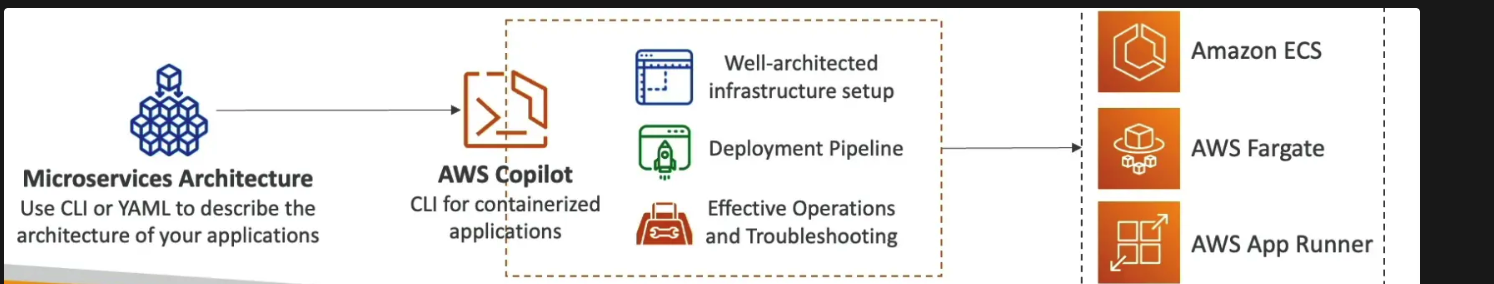 Microservices Architecture
Use CLI or YAML to describe the
architecture of your applications
AWS Copilot
CLI for containerized
applications
Well-architected
infrastructure setup
Deployment Pipeline
Effective Operations
and Troubleshooting
Amazon ECS
AWS Fargate
AWS App Runner